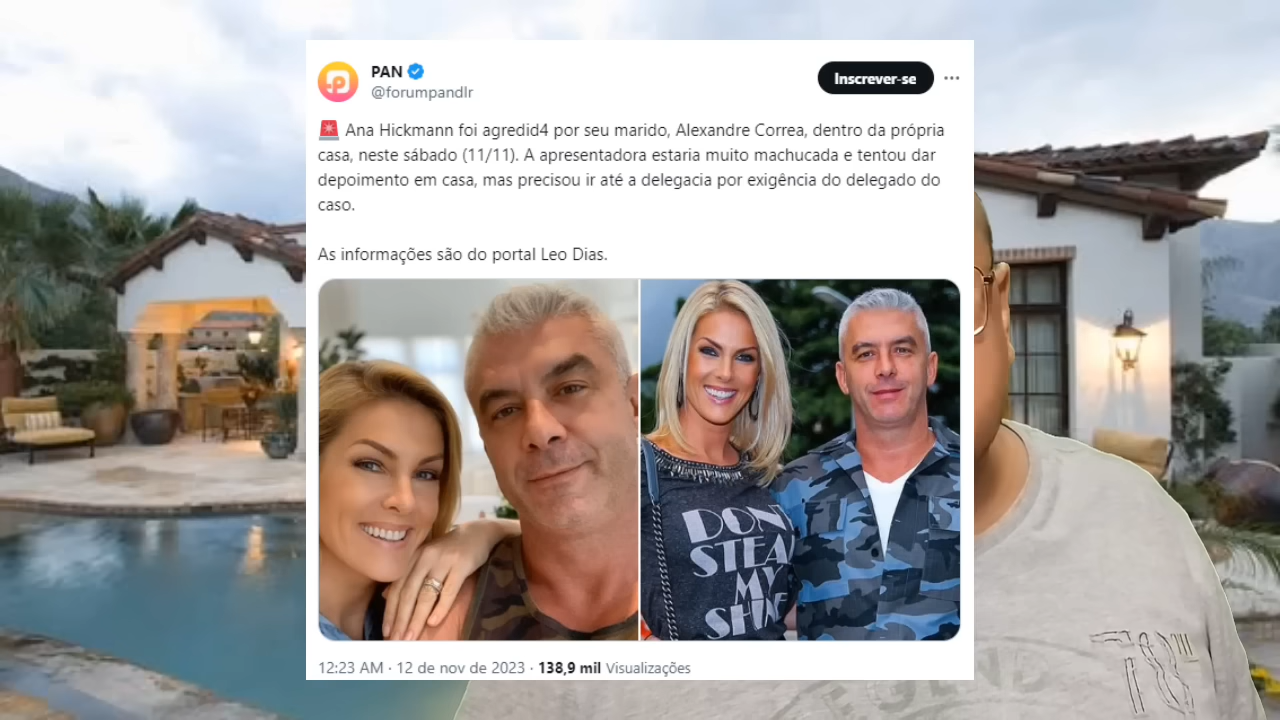 PAN
@forumpandlr
Inscrever-se
🚨 Ana Hickmann foi agredid4 por seu marido, Alexandre Correa, dentro da própria
casa, neste sábado (11/11). A apresentadora estaria muito machucada e tentou dar
depoimento em casa, mas precisou ir até a delegacia por exigência do delegado do
caso.
As informações são do portal Leo Dias.
DON
STEA
MY
SHINE
12:23 AM · 12 de nov de 2023 · 138,9 mil Visualizações